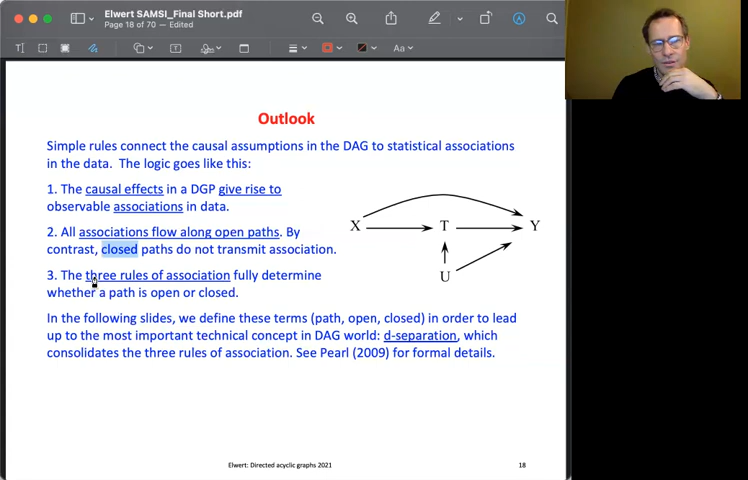 Elwert SAMSI_Final Short.pdf
Page 18 of 70 — Edited
Aa
Outlook
Simple rules connect the causal assumptions in the DAG to statistical associations
in the data. The logic goes like this:
1. The causal effects in a DGP give rise to
observable associations in data.
2. All associations flow along open paths. By
contrast, closed paths do not transmit association.
3. The three rules of association fully determine
whether a path is open or closed.
X T Y
U
In the following slides, we define these terms (path, open, closed) in order to lead
up to the most important technical concept in DAG world: d-separation, which
consolidates the three rules of association. See Pearl (2009) for formal details.
Elwert: Directed acyclic graphs 2021
18